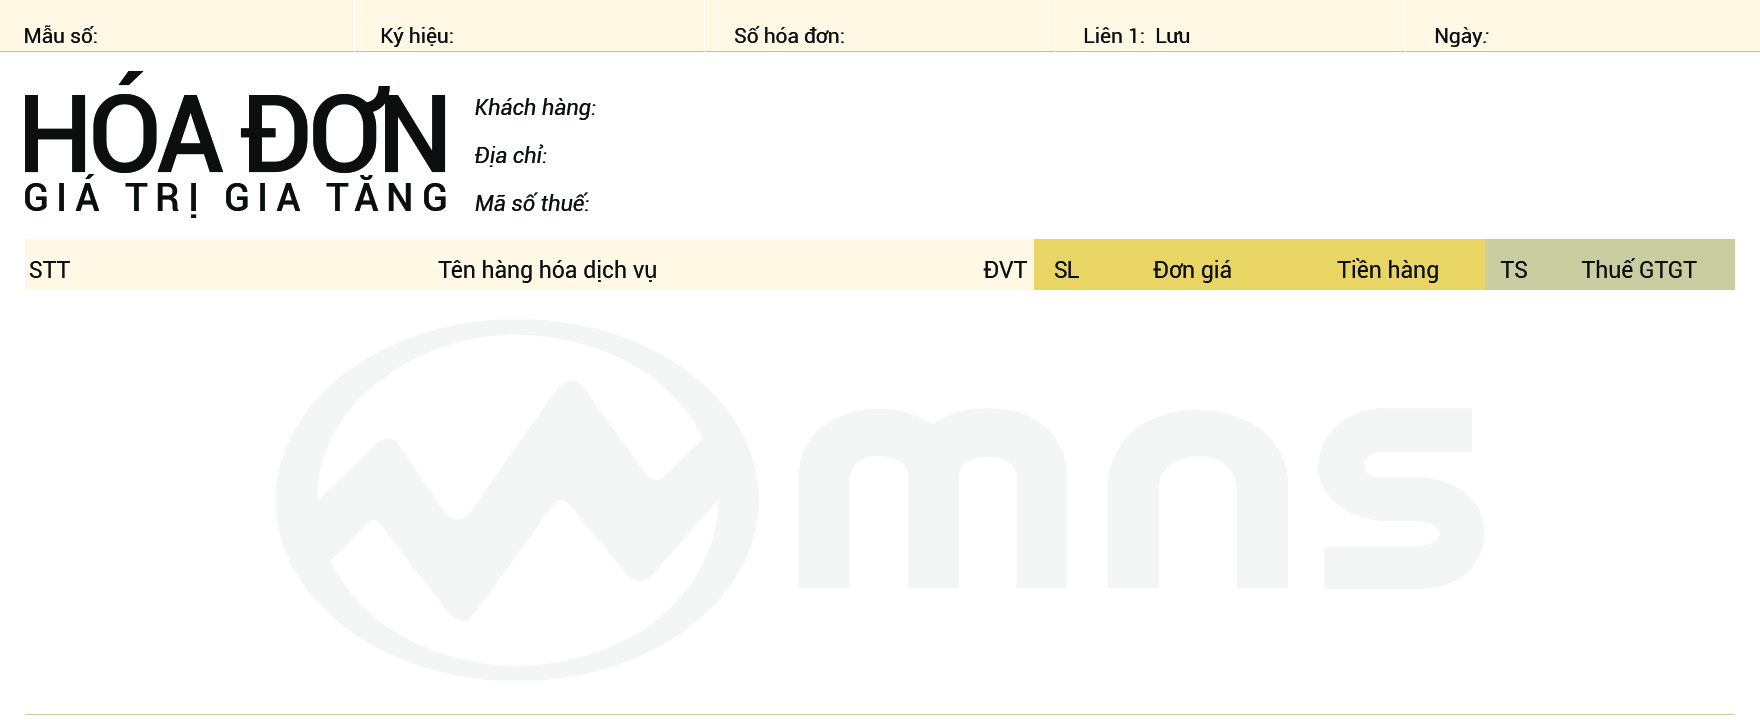 Mẫu số: Ký hiệu: Số hóa đơn: Liên 1: Lưu Ngày:
HÓA ĐƠN
GIÁ TRỊ GIA TĂNG
Khách hàng:
Địa chỉ:
Mã số thuế:
STT Tên hàng hóa dịch vụ ĐVT SL Đơn giá Tiền hàng TS Thuế GTGT
mns